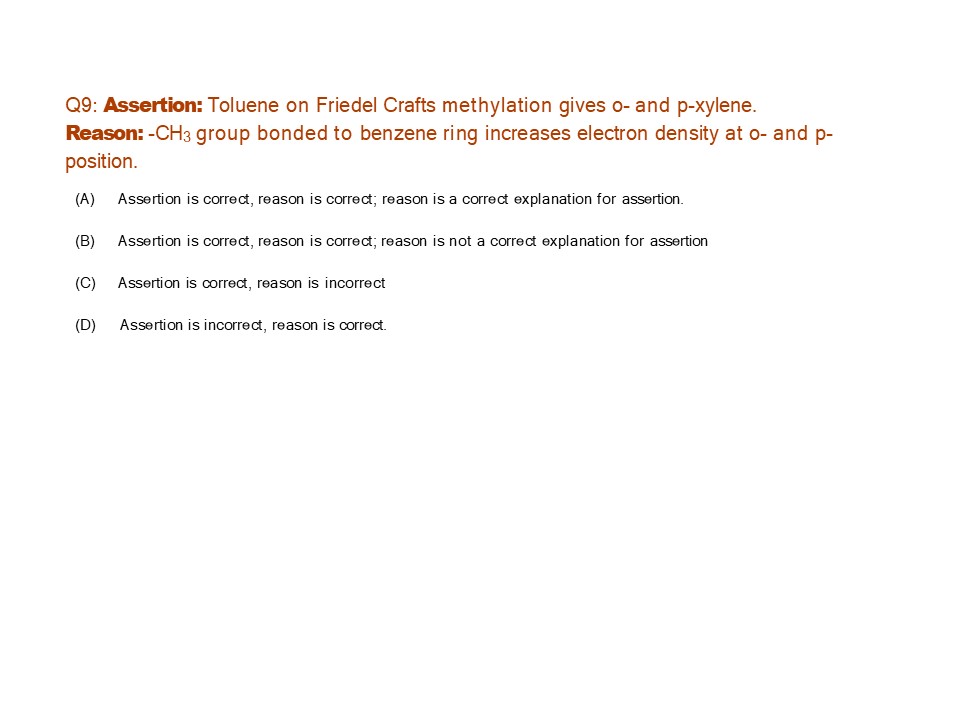 Q9: Assertion: Toluene on Friedel Crafts methylation gives o- and p-xylene.
Reason: -CH₃ group bonded to benzene ring increases electron density at o- and p-
position.
(A) Assertion is correct, reason is correct; reason is a correct explanation for assertion.
(B) Assertion is correct, reason is correct; reason is not a correct explanation for assertion
(C) Assertion is correct, reason is incorrect
(D) Assertion is incorrect, reason is correct.